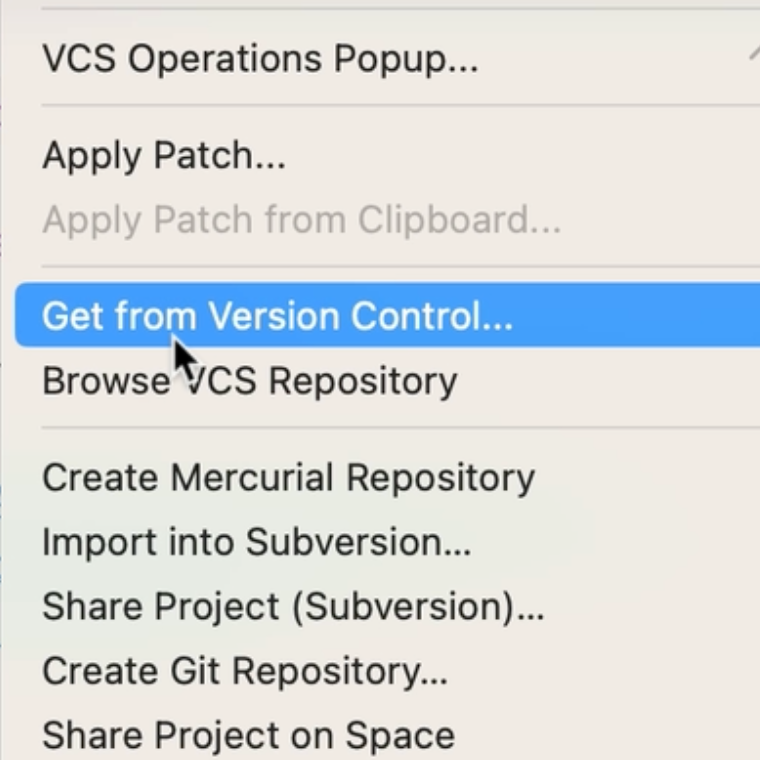 VCS Operations Popup...
Apply Patch...
Apply Patch from Clipboard...
Get from Version Control...
Browse VCS Repository
Create Mercurial Repository
Import into Subversion...
Share Project (Subversion)...
Create Git Repository...
Share Project on Space